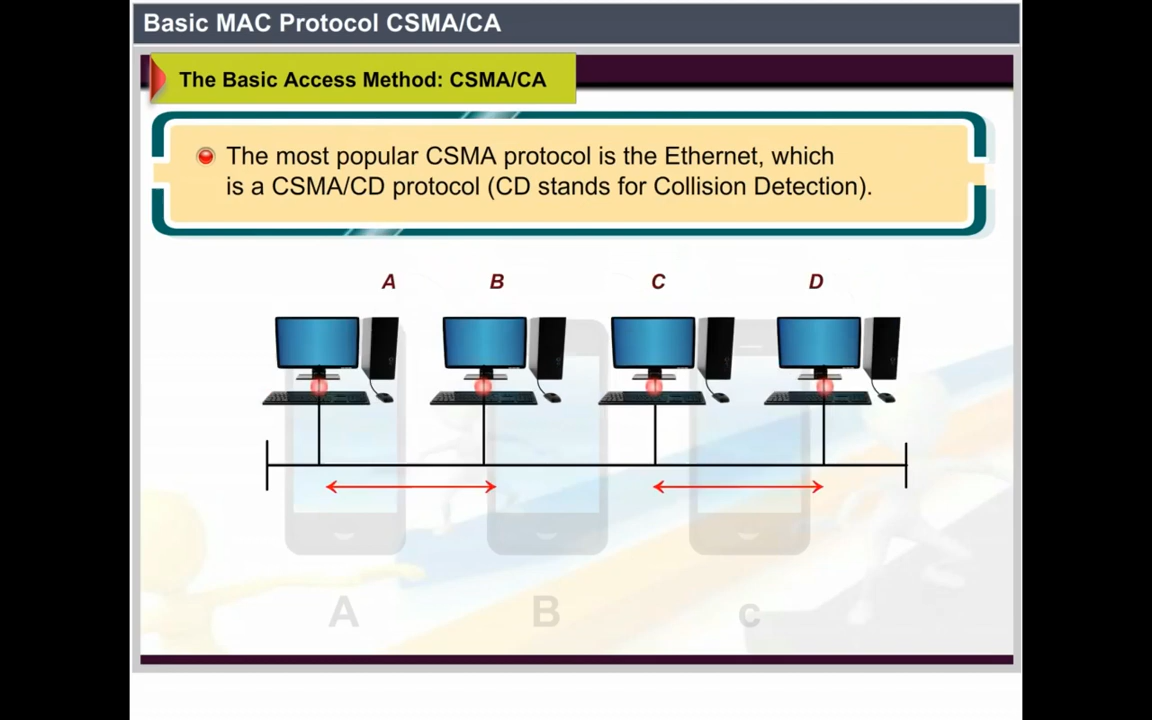 Basic MAC Protocol CSMA/CA
The Basic Access Method: CSMA/CA
The most popular CSMA protocol is the Ethernet, which
is a CSMA/CD protocol (CD stands for Collision Detection).
A B C D
A B c